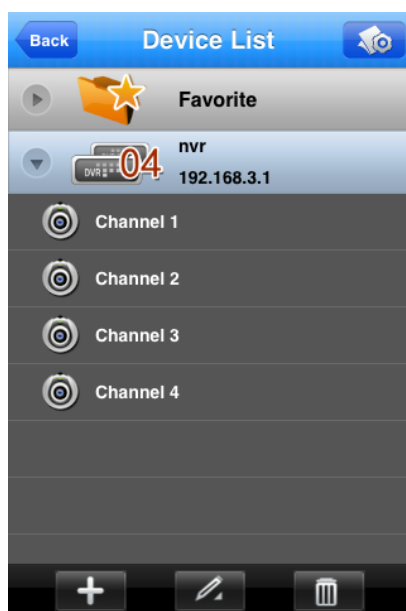 Back
Device List
Favorite
DVR
04
nvr
192.168.3.1
Channel 1
Channel 2
Channel 3
Channel 4